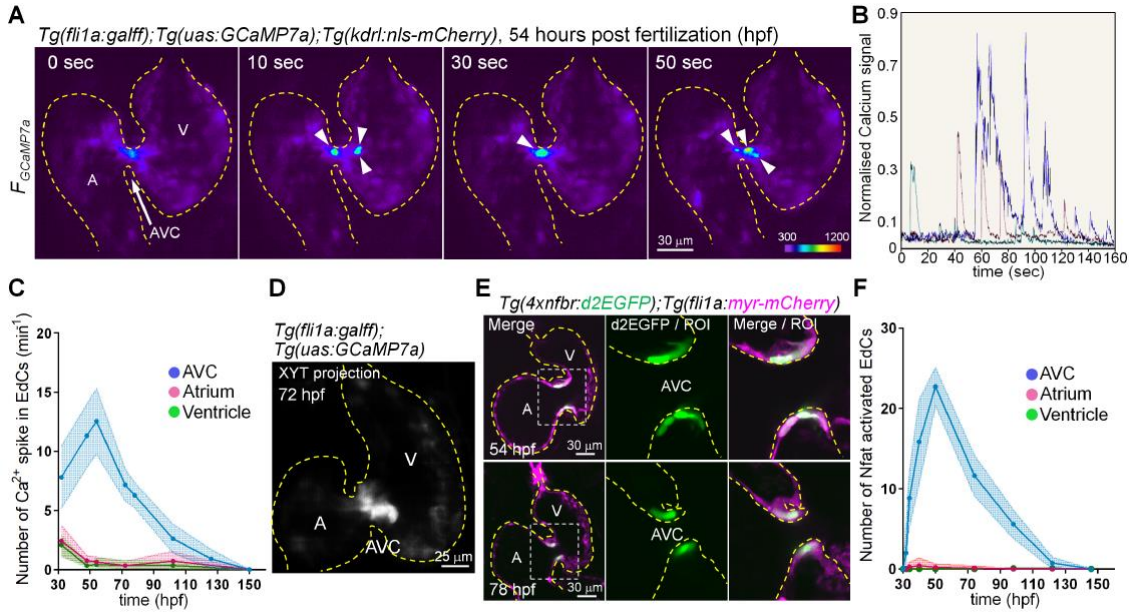 A
Tg(fli1a:galff);Tg(uas:GCaMP7a);Tg(kdrl:nls-mCherry), 54 hours post fertilization (hpf)
F GCaMP7a
0 sec
10 sec
30 sec
50 sec
V
A
AVC
30 µm
300 1200
B
Normalised Calcium signal
0.9
0.7
0.5
0.3
0.1
0 20 40 60 80 100 120 140 160
time (sec)
C
Number of Ca2+ spike in EdCs (min-1)
20
15
10
5
0
AVC
Atrium
Ventricle
30 50 70 90 110 130 150
time (hpf)
D
Tg(fli1a:galff);
Tg(uas:GCaMP7a)
XYT projection
72 hpf
V
A
AVC
25 µm
E
Tg(4xnfbr:d2EGFP);Tg(fli1a:myr-mCherry)
Merge
d2EGFP / ROI
Merge / ROI
V
A
AVC
54 hpf
30 µm
V
A
AVC
78 hpf
30 µm
F
Number of Nfat activated EdCs
30
25
20
15
10
5
0
AVC
Atrium
Ventricle
30 50 70 90 110 130 150
time (hpf)